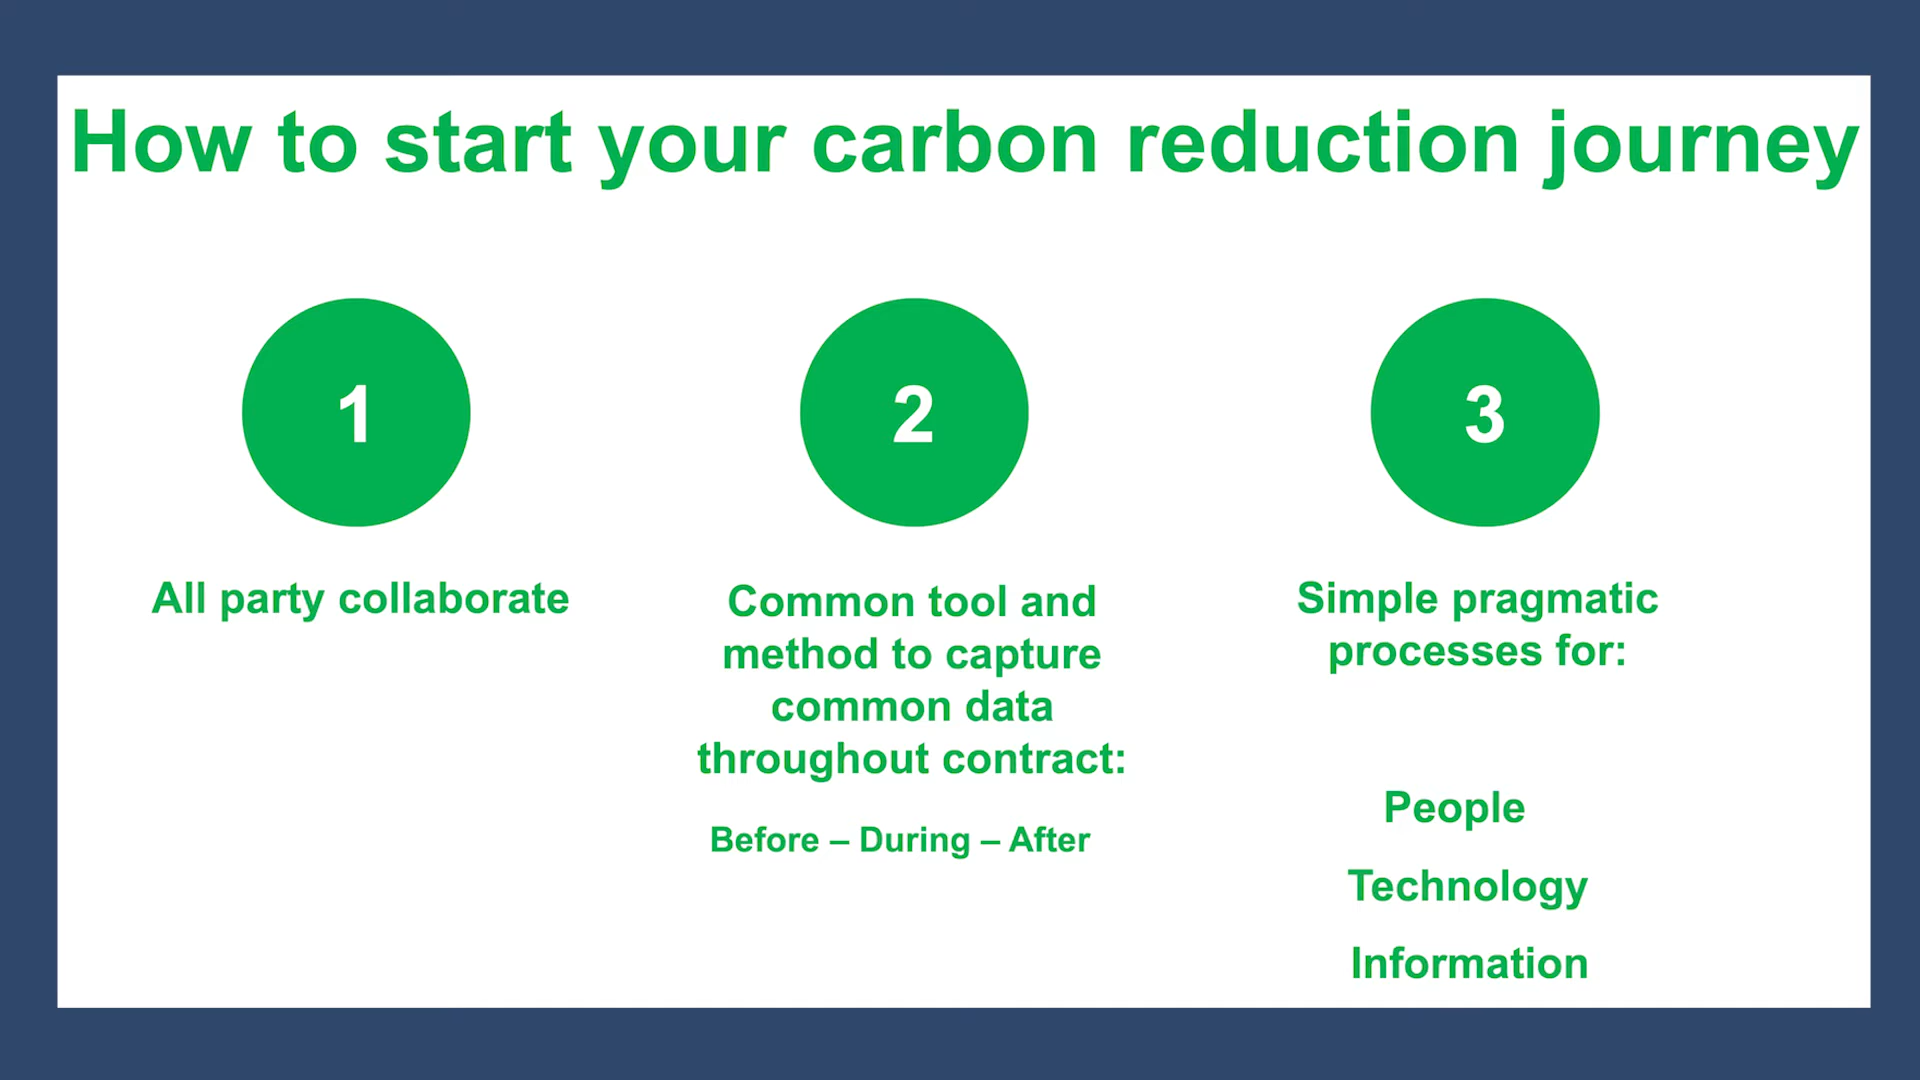 How to start your carbon reduction journey
1
All party collaborate
2
Common tool and
method to capture
common data
throughout contract:
Before – During – After
3
Simple pragmatic
processes for:
People
Technology
Information